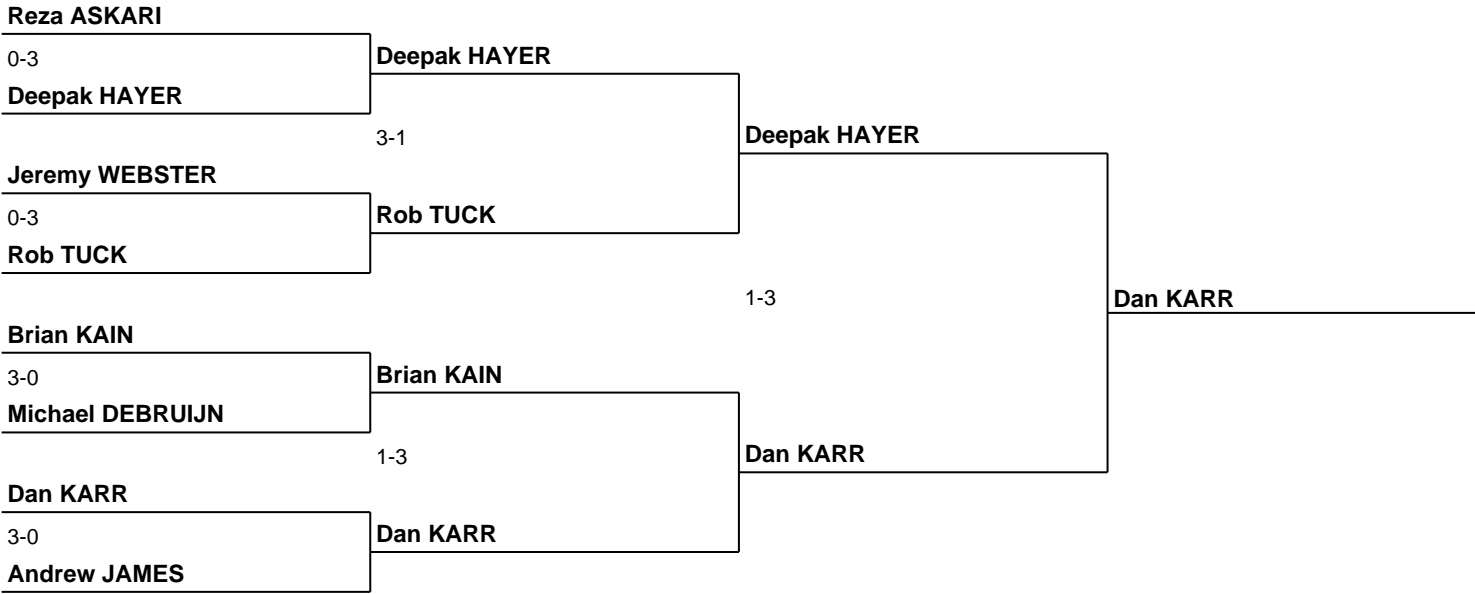 Reza ASKARI
0-3
Deepak HAYER
Deepak HAYER
3-1
Deepak HAYER
Jeremy WEBSTER
0-3
Rob TUCK
Rob TUCK
1-3
Dan KARR
Brian KAIN
3-0
Brian KAIN
Michael DEBRUIJN
1-3
Dan KARR
Dan KARR
3-0
Dan KARR
Andrew JAMES